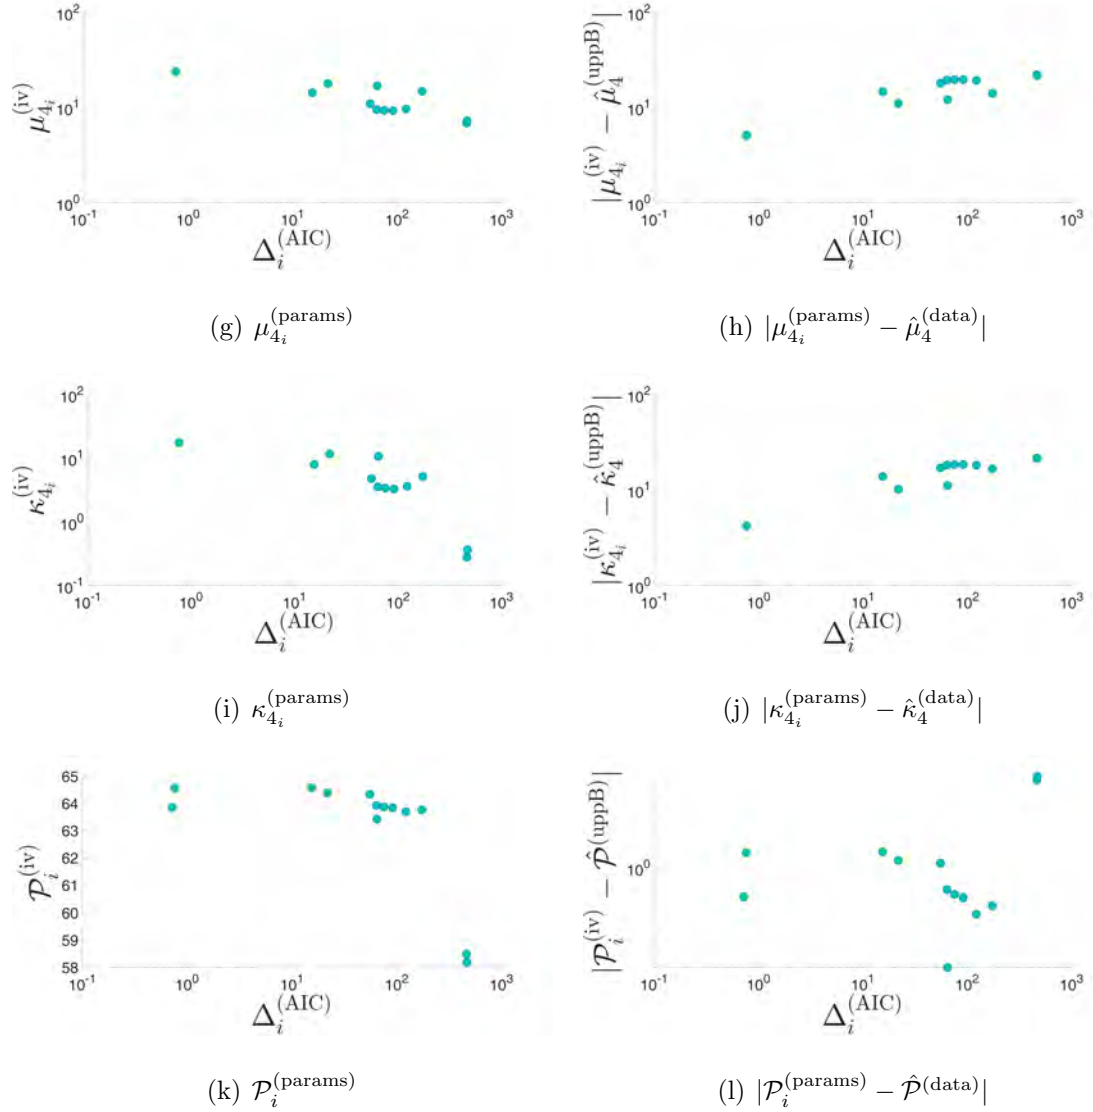 10^2
10^1
10^0
μ_{4_i}^{(iv)}
10^{-1} 10^0 10^1 10^2 10^3
Δ_i^{(AIC)}
(g) μ_{4_i}^{(params)}
10^2
10^1
10^0
|μ_{4_i}^{(iv)} − μ̂_4^{(uppB)}|
10^{-1} 10^0 10^1 10^2 10^3
Δ_i^{(AIC)}
(h) |μ_{4_i}^{(params)} − μ̂_4^{(data)}|
10^2
10^1
10^0
10^{-1}
κ_{4_i}^{(iv)}
10^{-1} 10^0 10^1 10^2 10^3
Δ_i^{(AIC)}
(i) κ_{4_i}^{(params)}
10^2
10^1
10^0
|κ_{4_i}^{(iv)} − κ̂_4^{(uppB)}|
10^{-1} 10^0 10^1 10^2 10^3
Δ_i^{(AIC)}
(j) |κ_{4_i}^{(params)} − κ̂_4^{(data)}|
65
64
63
62
61
60
59
58
𝒫_i^{(iv)}
10^{-1} 10^0 10^1 10^2 10^3
Δ_i^{(AIC)}
(k) 𝒫_i^{(params)}
10^0
|𝒫_i^{(iv)} − 𝒫̂^{(uppB)}|
10^{-1} 10^0 10^1 10^2 10^3
Δ_i^{(AIC)}
(l) |𝒫_i^{(params)} − 𝒫̂^{(data)}|